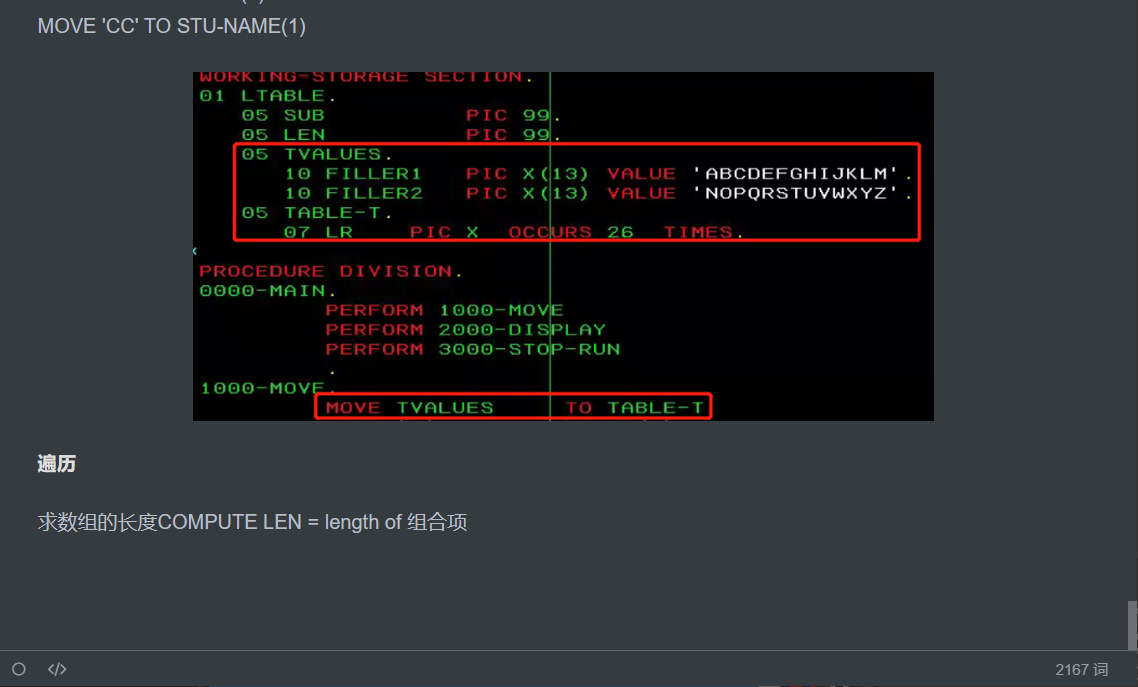 MOVE 'CC' TO STU-NAME(1)
WORKING-STORAGE SECTION.
01 LTABLE.
05 SUB PIC 99.
05 LEN PIC 99.
05 TVALUES.
10 FILLER1 PIC X(13) VALUE 'ABCDEFGHIJKLM'.
10 FILLER2 PIC X(13) VALUE 'NOPQRSTUVWXYZ'.
05 TABLE-T.
07 LR PIC X OCCURS 26 TIMES.
PROCEDURE DIVISION.
0000-MAIN.
PERFORM 1000-MOVE
PERFORM 2000-DISPLAY
PERFORM 3000-STOP-RUN
.
1000-MOVE.
MOVE TVALUES TO TABLE-T
遍历
求数组的长度COMPUTE LEN = length of 组合项
</> 2167 词